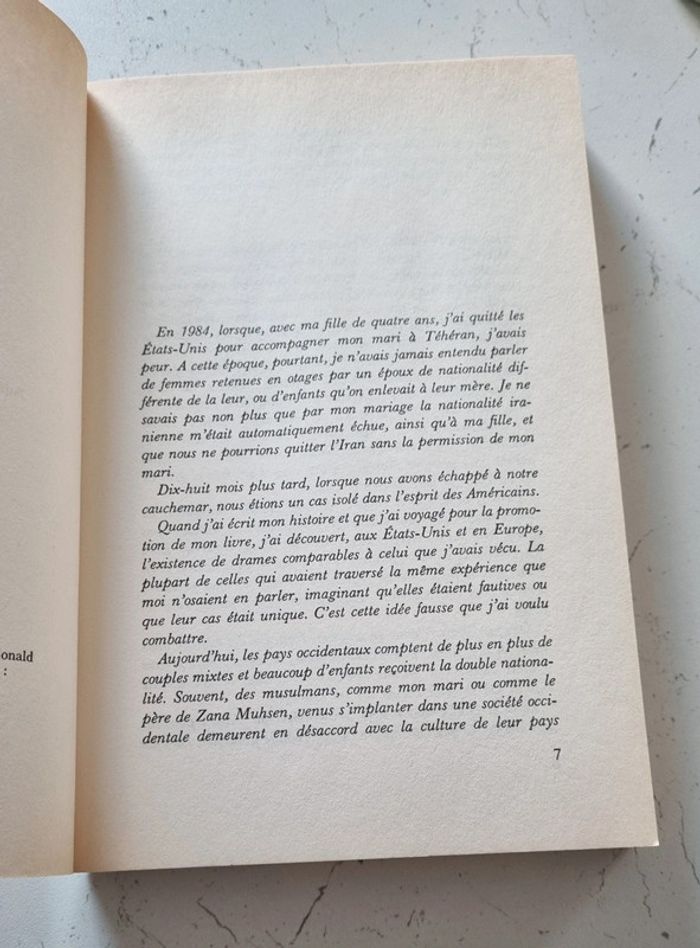 onald
:
En 1984, lorsque, avec ma fille de quatre ans, j'ai quitté les
États-Unis pour accompagner mon mari à Téhéran, j'avais
peur. A cette époque, pourtant, je n'avais jamais entendu parler
de femmes retenues en otages par un époux de nationalité dif-
férente de la leur, ou d'enfants qu'on enlevait à leur mère. Je ne
savais pas non plus que par mon mariage la nationalité ira-
nienne m'était automatiquement échue, ainsi qu'à ma fille, et
que nous ne pourrions quitter l'Iran sans la permission de mon
mari.
Dix-huit mois plus tard, lorsque nous avons échappé à notre
cauchemar, nous étions un cas isolé dans l'esprit des Américains.
Quand j'ai écrit mon histoire et que j'ai voyagé pour la promo-
tion de mon livre, j'ai découvert, aux États-Unis et en Europe,
l'existence de drames comparables à celui que j'avais vécu. La
plupart de celles qui avaient traversé la même expérience que
moi n'osaient en parler, imaginant qu'elles étaient fautives ou
que leur cas était unique. C'est cette idée fausse que j'ai voulu
combattre.
Aujourd'hui, les pays occidentaux comptent de plus en plus de
couples mixtes et beaucoup d'enfants reçoivent la double nationa-
lité. Souvent, des musulmans, comme mon mari ou comme le
père de Zana Muhsen, venus s'implanter dans une société occi-
dentale demeurent en désaccord avec la culture de leur pays
7